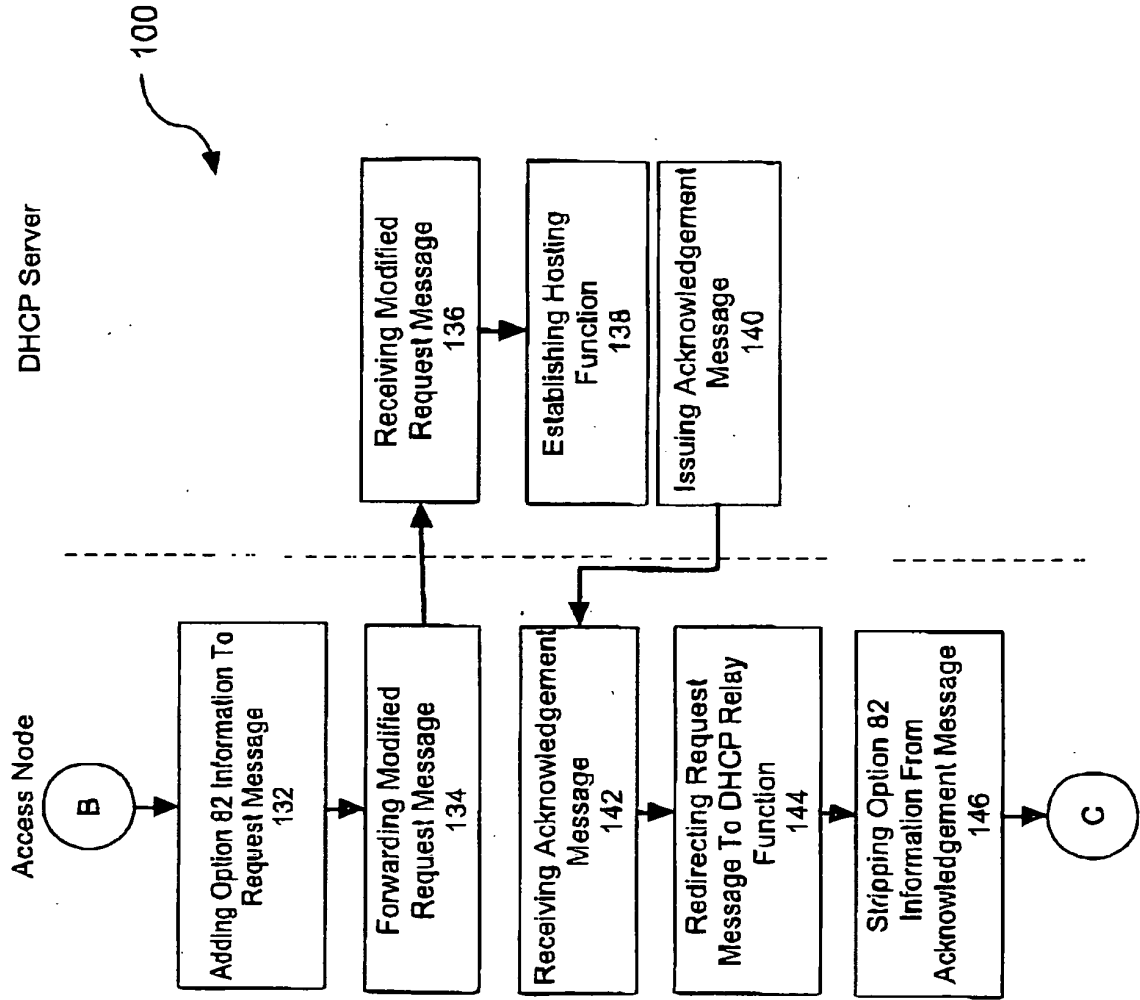 Access Node
DHCP Server
100
B
Adding Option 82 Information To
Request Message
132
Forwarding Modified
Request Message
134
Receiving Modified
Request Message
136
Establishing Hosting
Function
138
Issuing Acknowledgement
Message
140
Receiving Acknowledgement
Message
142
Redirecting Request
Message To DHCP Relay
Function
144
Stripping Option 82
Information From
Acknowledgement Message
146
C